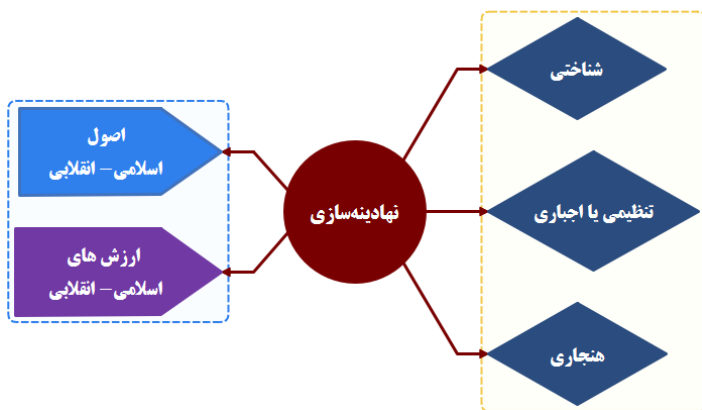 شناختی
تنظیمی یا اجباری
هنجاری
نهادینه‌سازی
اصول
اسلامی– انقلابی
ارزش های
اسلامی– انقلابی